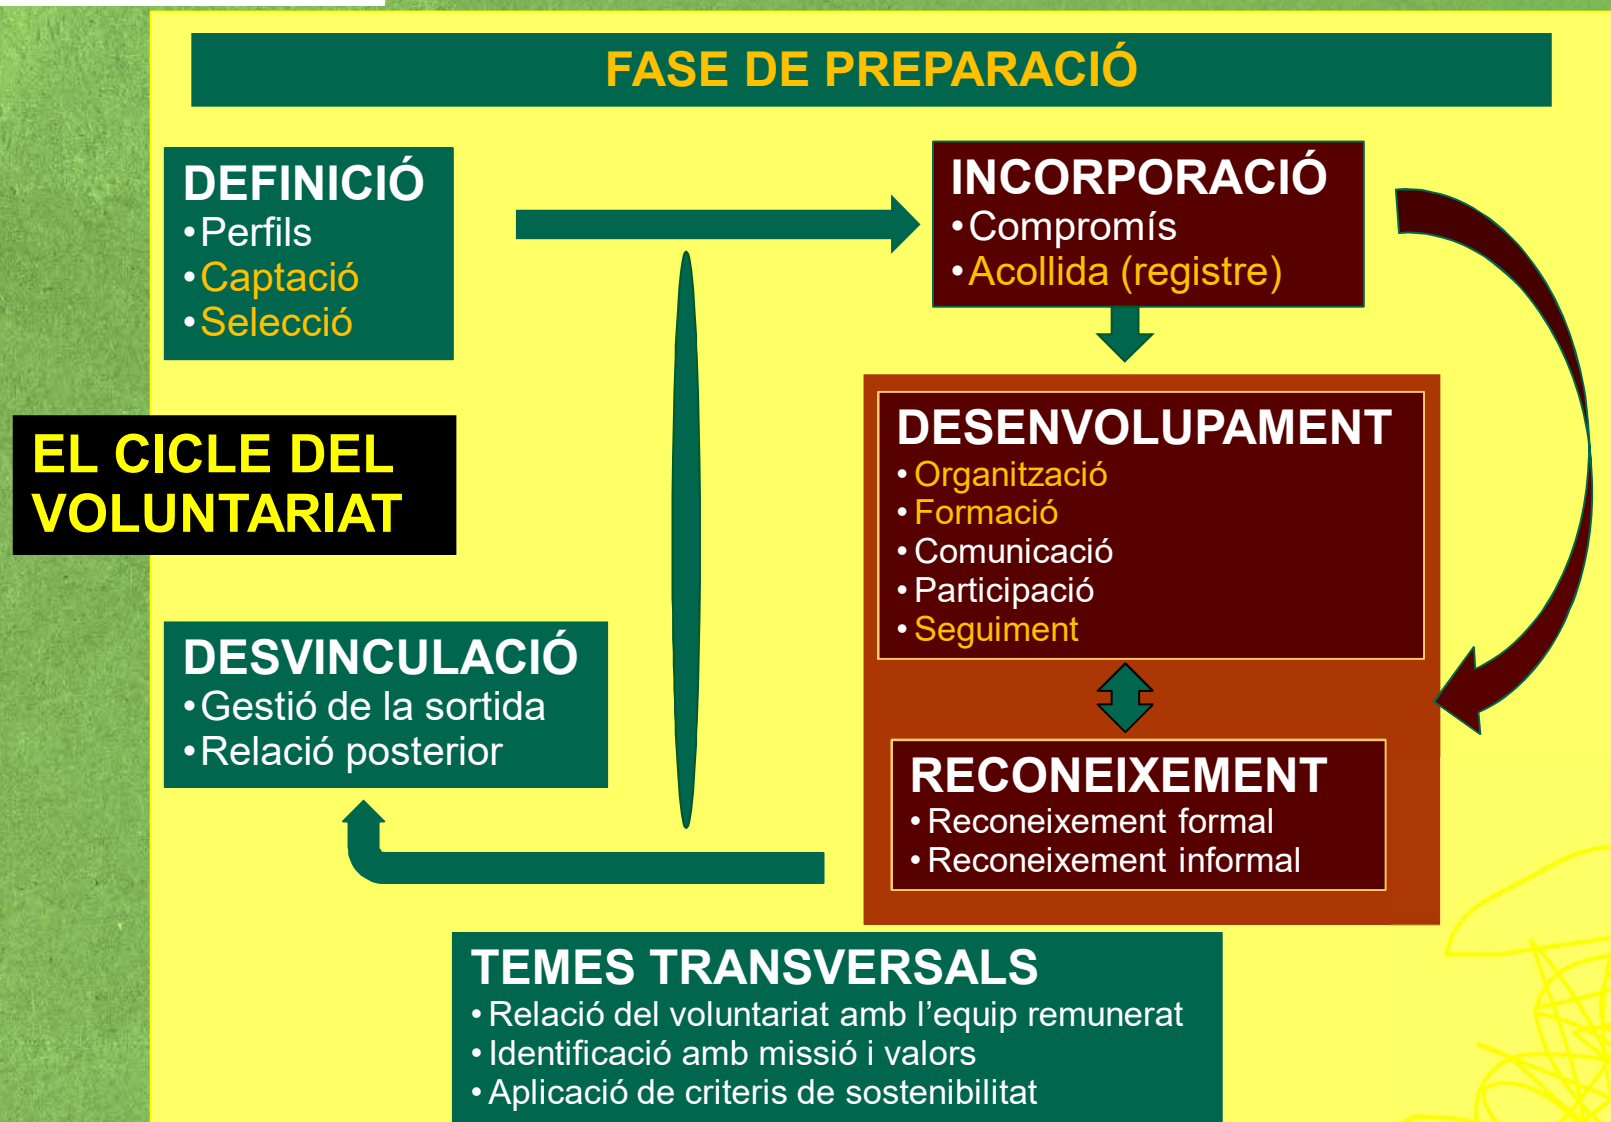 FASE DE PREPARACIÓ
DEFINICIÓ
•Perfils
•Captació
•Selecció
INCORPORACIÓ
•Compromís
•Acollida (registre)
EL CICLE DEL
VOLUNTARIAT
DESENVOLUPAMENT
•Organització
•Formació
•Comunicació
•Participació
•Seguiment
DESVINCULACIÓ
•Gestió de la sortida
•Relació posterior
RECONEIXEMENT
•Reconeixement formal
•Reconeixement informal
TEMES TRANSVERSALS
•Relació del voluntariat amb l’equip remunerat
•Identificació amb missió i valors
•Aplicació de criteris de sostenibilitat